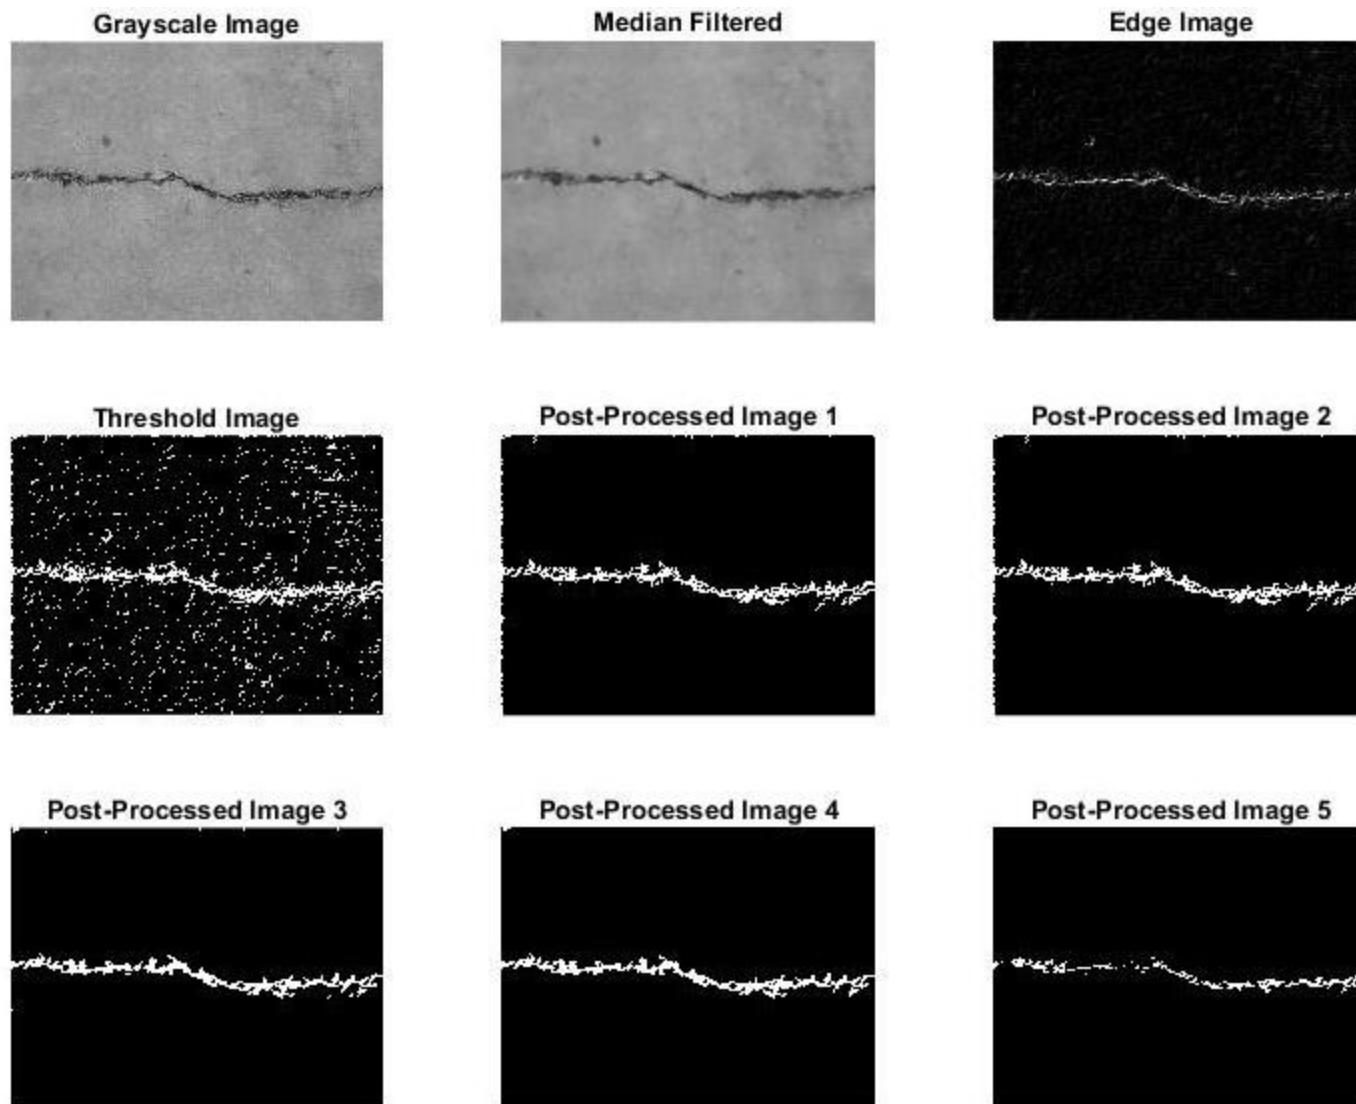 Grayscale Image
Median Filtered
Edge Image
Threshold Image
Post-Processed Image 1
Post-Processed Image 2
Post-Processed Image 3
Post-Processed Image 4
Post-Processed Image 5